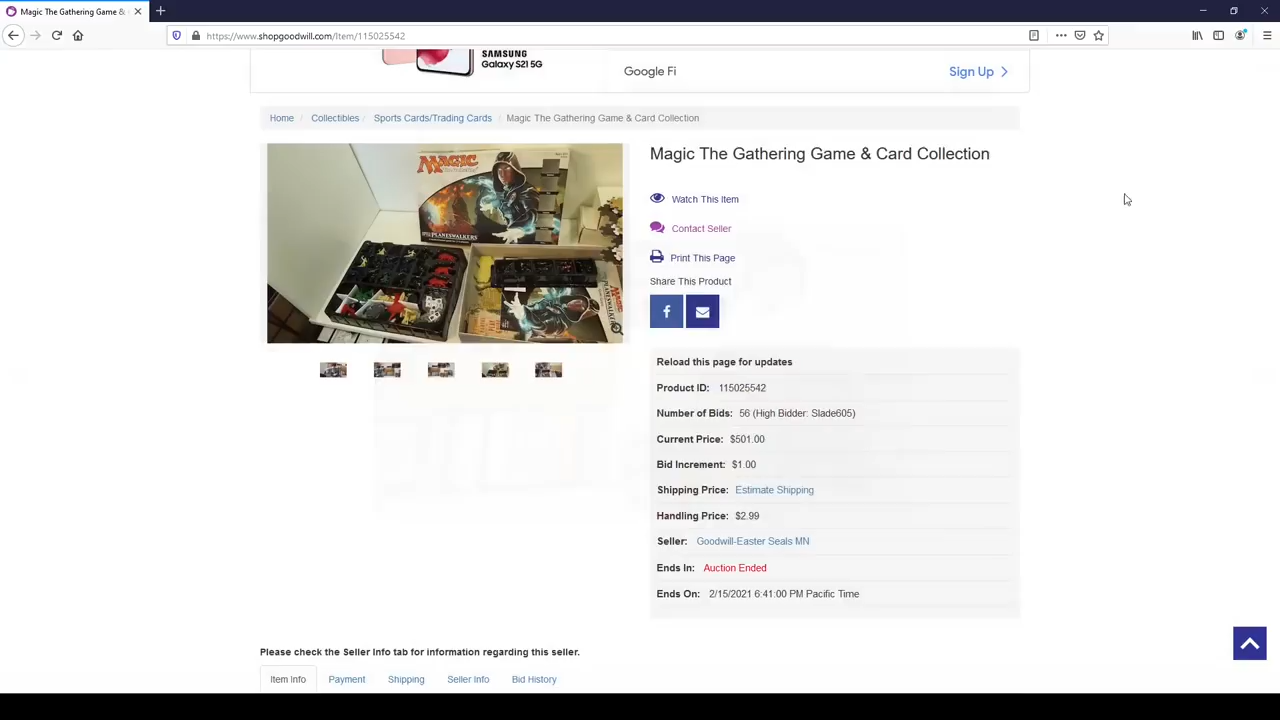 Magic The Gathering Game &
https://www.shopgoodwill.com/Item/115025542
SAMSUNG
Galaxy S21 5G
Google Fi
Sign Up
Home / Collectibles / Sports Cards/Trading Cards / Magic The Gathering Game & Card Collection
MAGIC
PLANESWALKERS
Magic The Gathering Game & Card Collection
Watch This Item
Contact Seller
Print This Page
Share This Product
Reload this page for updates
Product ID: 115025542
Number of Bids: 56 (High Bidder: Slade605)
Current Price: $501.00
Bid Increment: $1.00
Shipping Price: Estimate Shipping
Handling Price: $2.99
Seller: Goodwill-Easter Seals MN
Ends In: Auction Ended
Ends On: 2/15/2021 6:41:00 PM Pacific Time
Please check the Seller Info tab for information regarding this seller.
Item Info Payment Shipping Seller Info Bid History